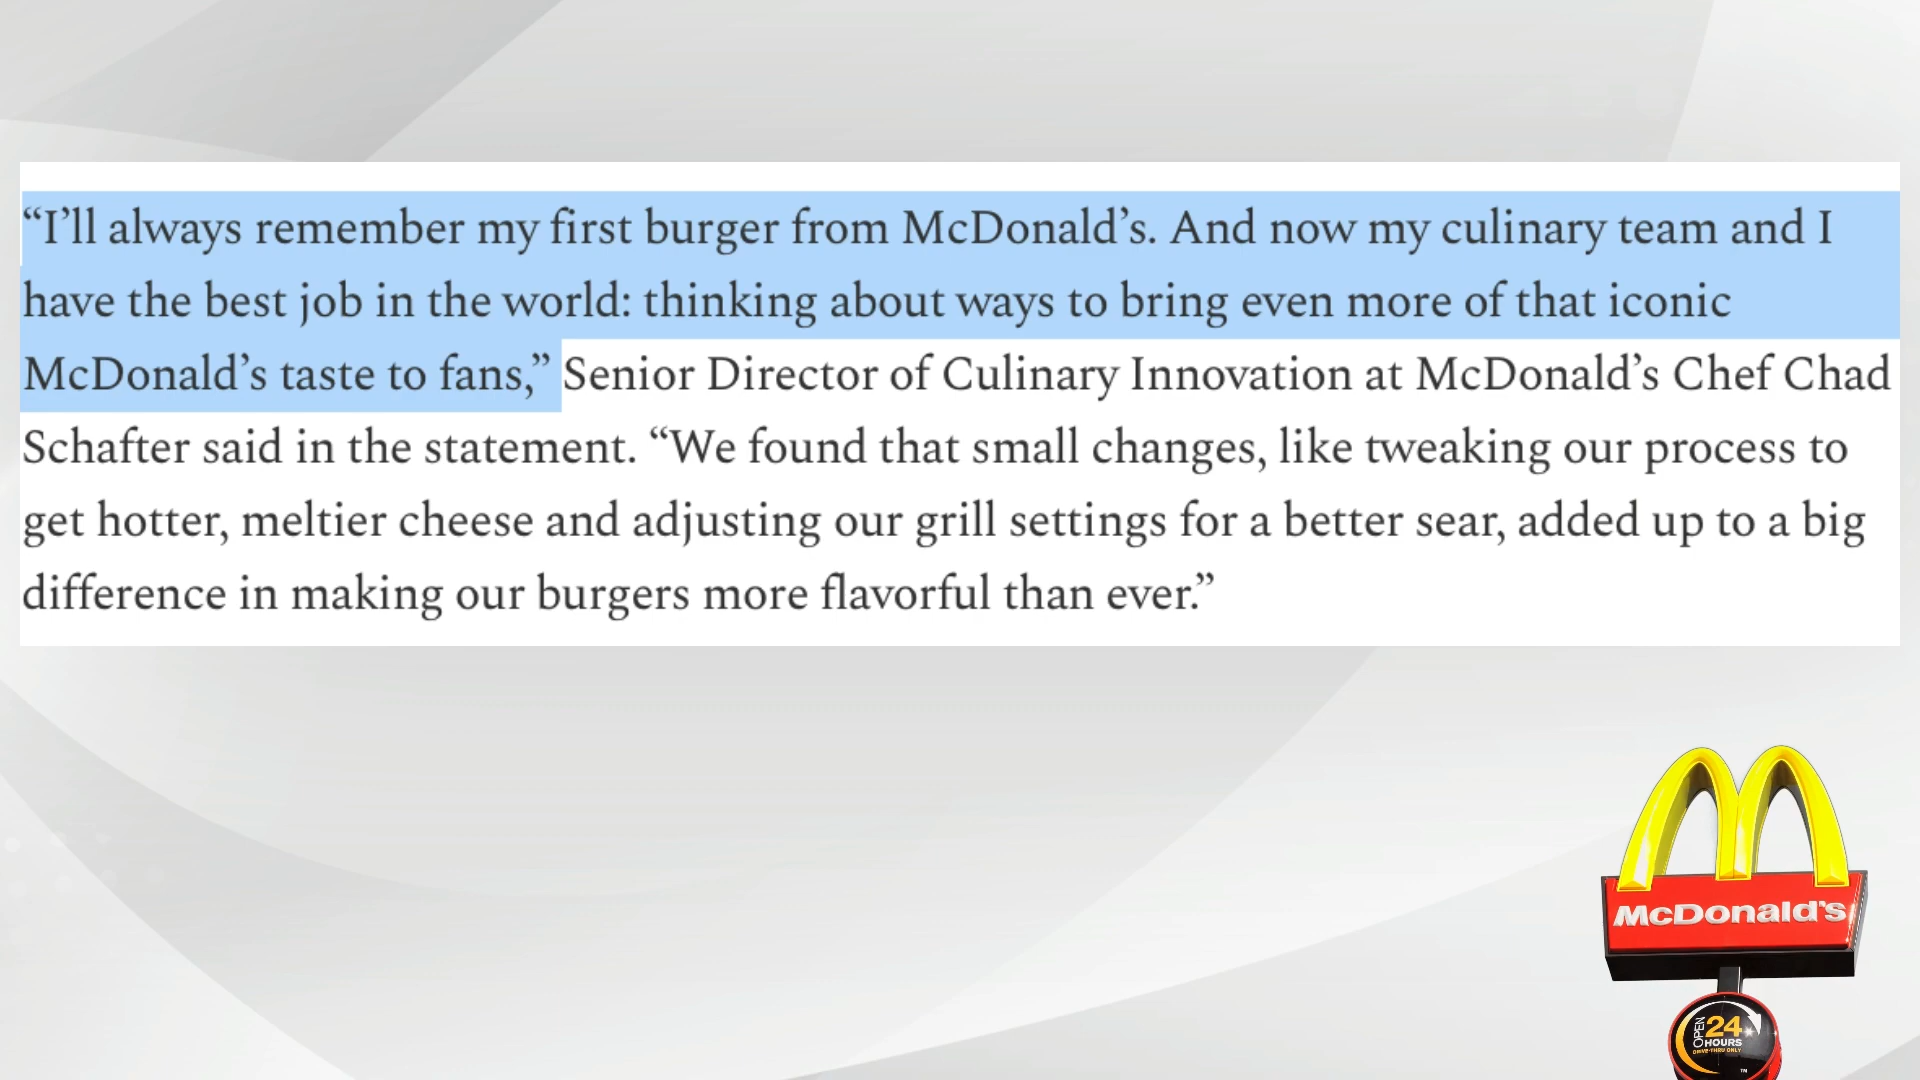 “I’ll always remember my first burger from McDonald’s. And now my culinary team and I
have the best job in the world: thinking about ways to bring even more of that iconic
McDonald’s taste to fans,” Senior Director of Culinary Innovation at McDonald’s Chef Chad
Schafter said in the statement. “We found that small changes, like tweaking our process to
get hotter, meltier cheese and adjusting our grill settings for a better sear, added up to a big
difference in making our burgers more flavorful than ever.”
McDonald's
OPEN
24
HOURS
DRIVE-THRU ONLY
TM